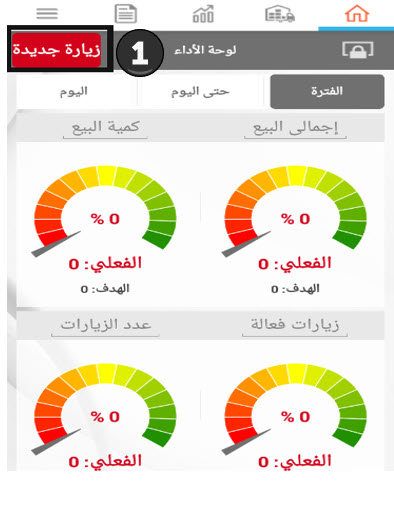 زيارة جديدة
1
لوحة الأداء
الفترة
حتى اليوم
اليوم
إجمالى البيع
كمية البيع
0 %
0 %
الفعلي: 0
الفعلي: 0
الهدف: 0
الهدف: 0
زيارات فعالة
عدد الزيارات
0 %
0 %
الفعلي: 0
الفعلي: 0